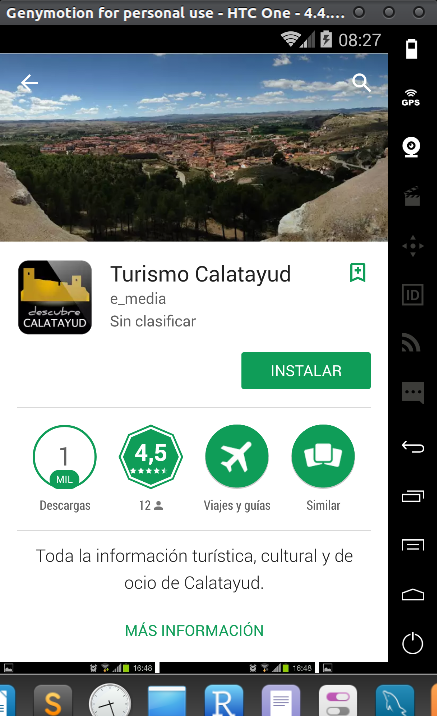 Genymotion for personal use - HTC One - 4.4....
08:27
GPS
descubre
CALATAYUD
Turismo Calatayud
e_media
Sin clasificar
INSTALAR
ID
1
MIL
4,5
Descargas
12
Viajes y guías
Similar
Toda la información turística, cultural y de
ocio de Calatayud.
MÁS INFORMACIÓN
16:48
16:48
S
R